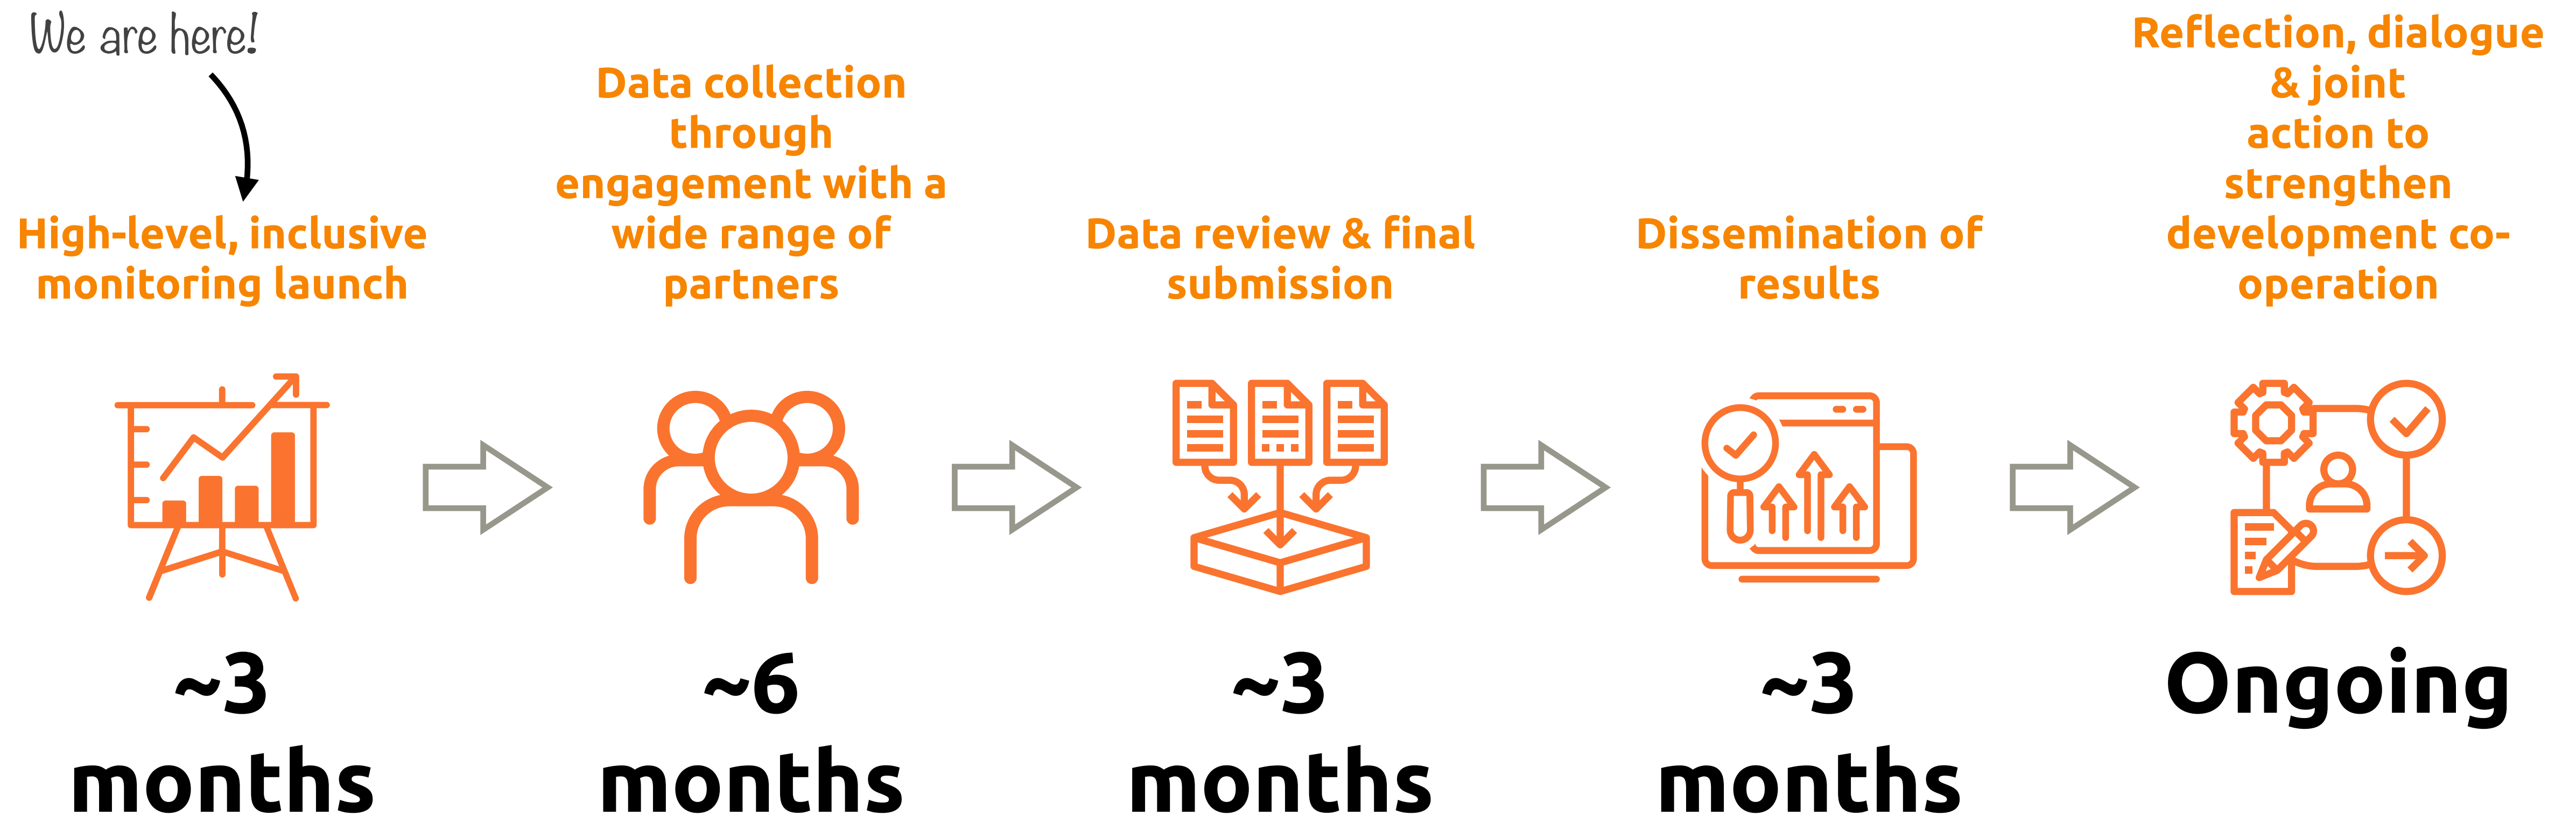 We are here!
High-level, inclusive
monitoring launch
~3
months
Data collection
through
engagement with a
wide range of
partners
~6
months
Data review & final
submission
~3
months
Dissemination of
results
~3
months
Reflection, dialogue
& joint
action to
strengthen
development co-
operation
Ongoing